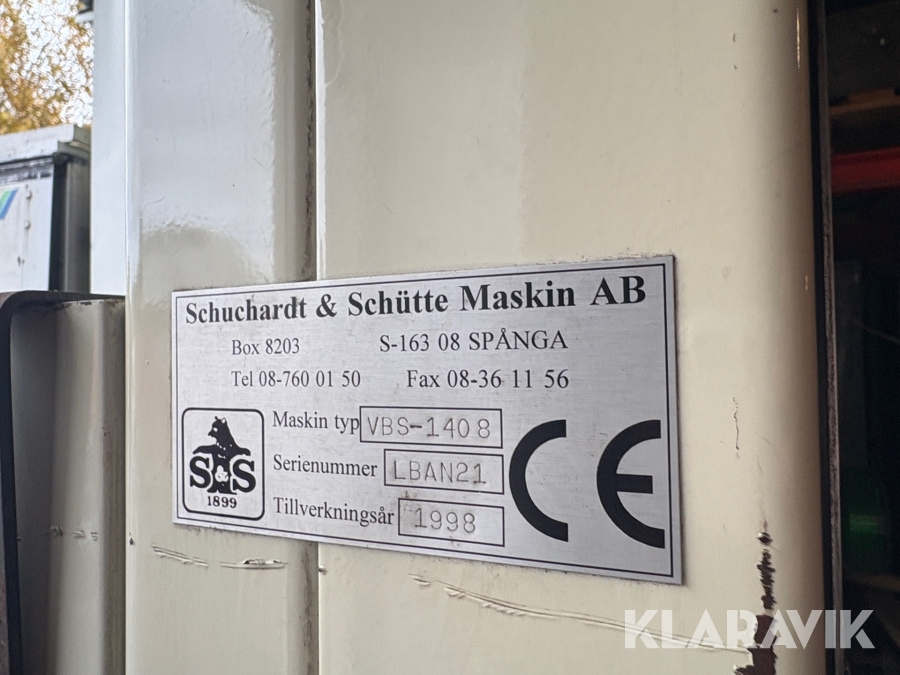 Schuchardt & Schütte Maskin AB
Box 8203 S-163 08 SPÅNGA
Tel 08-760 01 50 Fax 08-36 11 56
Maskin typ VBS-1408
Serienummer LBAN21
Tillverkningsår 1998
S&S
1899
CE
KLARAVIK